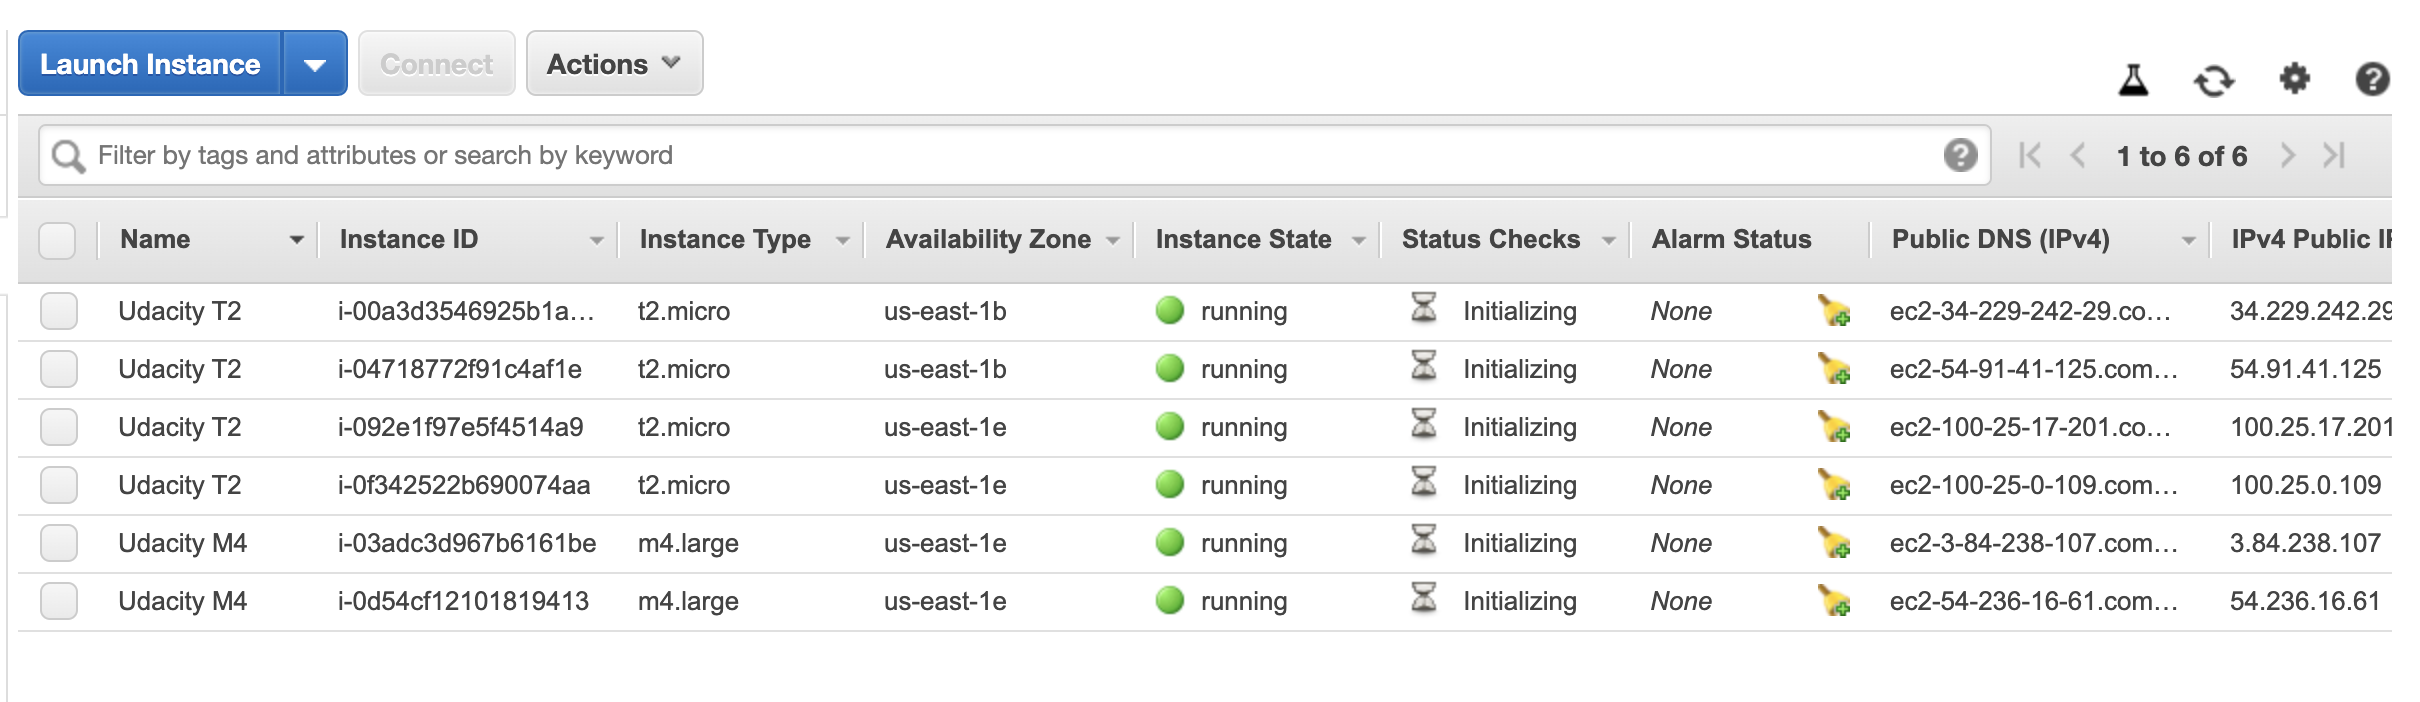 Launch Instance Connect Actions
Filter by tags and attributes or search by keyword 1 to 6 of 6
Name Instance ID Instance Type Availability Zone Instance State Status Checks Alarm Status Public DNS (IPv4) IPv4 Public IP
Udacity T2 i-00a3d3546925b1a… t2.micro us-east-1b running Initializing None ec2-34-229-242-29.co… 34.229.242.29
Udacity T2 i-04718772f91c4af1e t2.micro us-east-1b running Initializing None ec2-54-91-41-125.com… 54.91.41.125
Udacity T2 i-092e1f97e5f4514a9 t2.micro us-east-1e running Initializing None ec2-100-25-17-201.co… 100.25.17.201
Udacity T2 i-0f342522b690074aa t2.micro us-east-1e running Initializing None ec2-100-25-0-109.com… 100.25.0.109
Udacity M4 i-03adc3d967b6161be m4.large us-east-1e running Initializing None ec2-3-84-238-107.com… 3.84.238.107
Udacity M4 i-0d54cf12101819413 m4.large us-east-1e running Initializing None ec2-54-236-16-61.com… 54.236.16.61